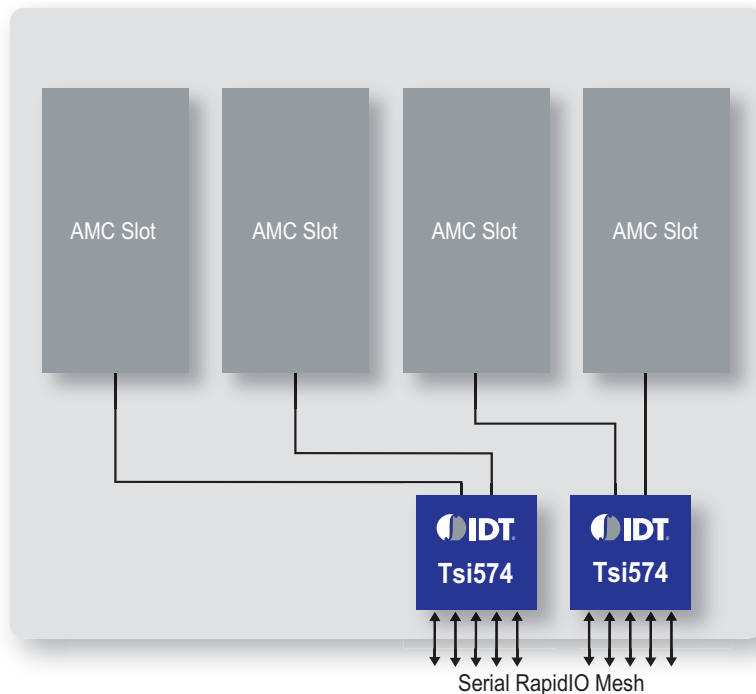 AMC Slot
AMC Slot
AMC Slot
AMC Slot
IDT
Tsi574
IDT
Tsi574
Serial RapidIO Mesh